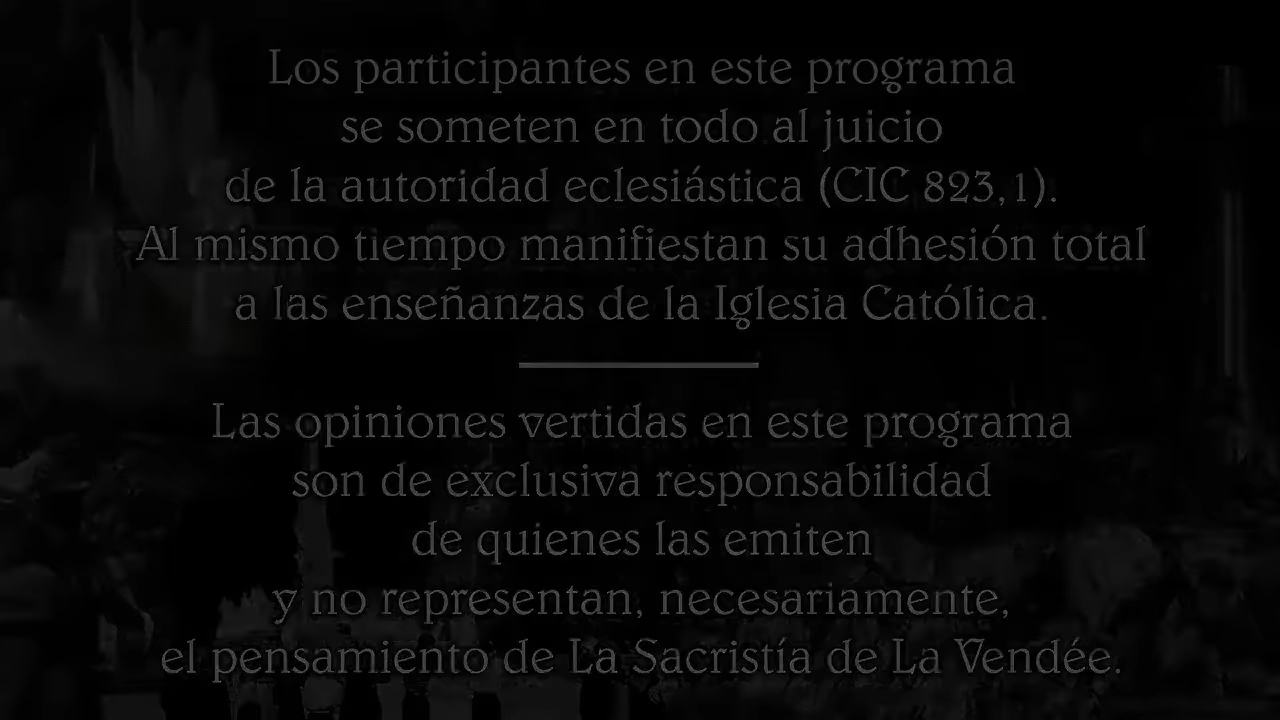 Los participantes en este programa
se someten en todo al juicio
de la autoridad eclesiástica (CIC 823,1).
Al mismo tiempo manifiestan su adhesión total
a las enseñanzas de la Iglesia Católica.
Las opiniones vertidas en este programa
son de exclusiva responsabilidad
de quienes las emiten
y no representan, necesariamente,
el pensamiento de La Sacristía de La Vendée.